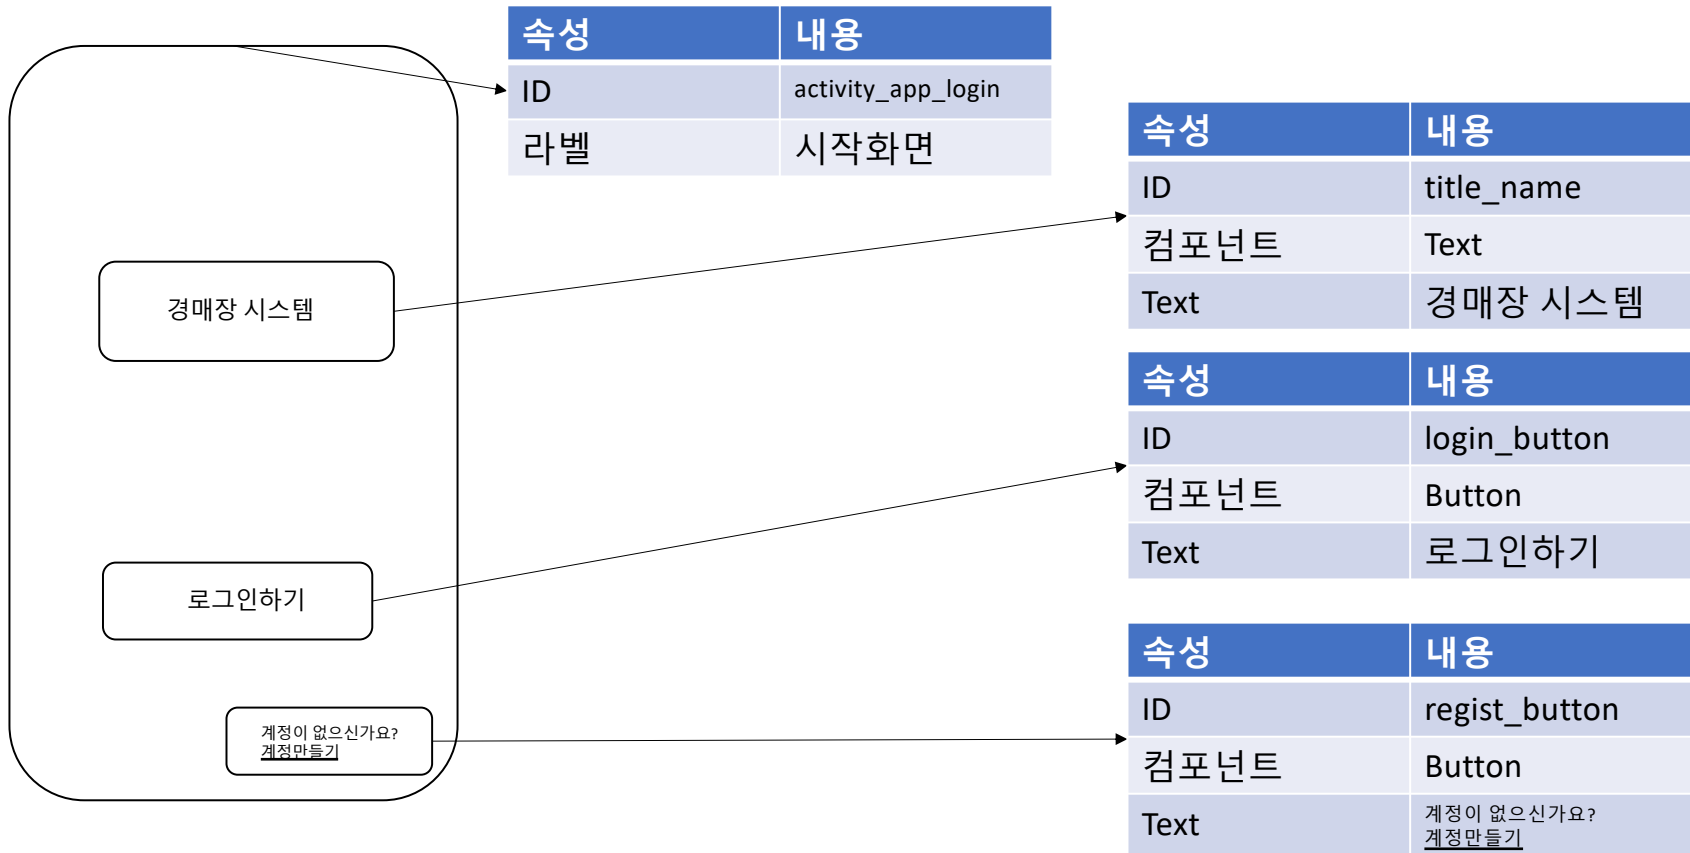 경매장 시스템
로그인하기
계정이 없으신가요?
계정만들기
속성 내용
ID activity_app_login
라벨 시작화면
속성 내용
ID title_name
컴포넌트 Text
Text 경매장 시스템
속성 내용
ID login_button
컴포넌트 Button
Text 로그인하기
속성 내용
ID regist_button
컴포넌트 Button
Text 계정이 없으신가요?
계정만들기